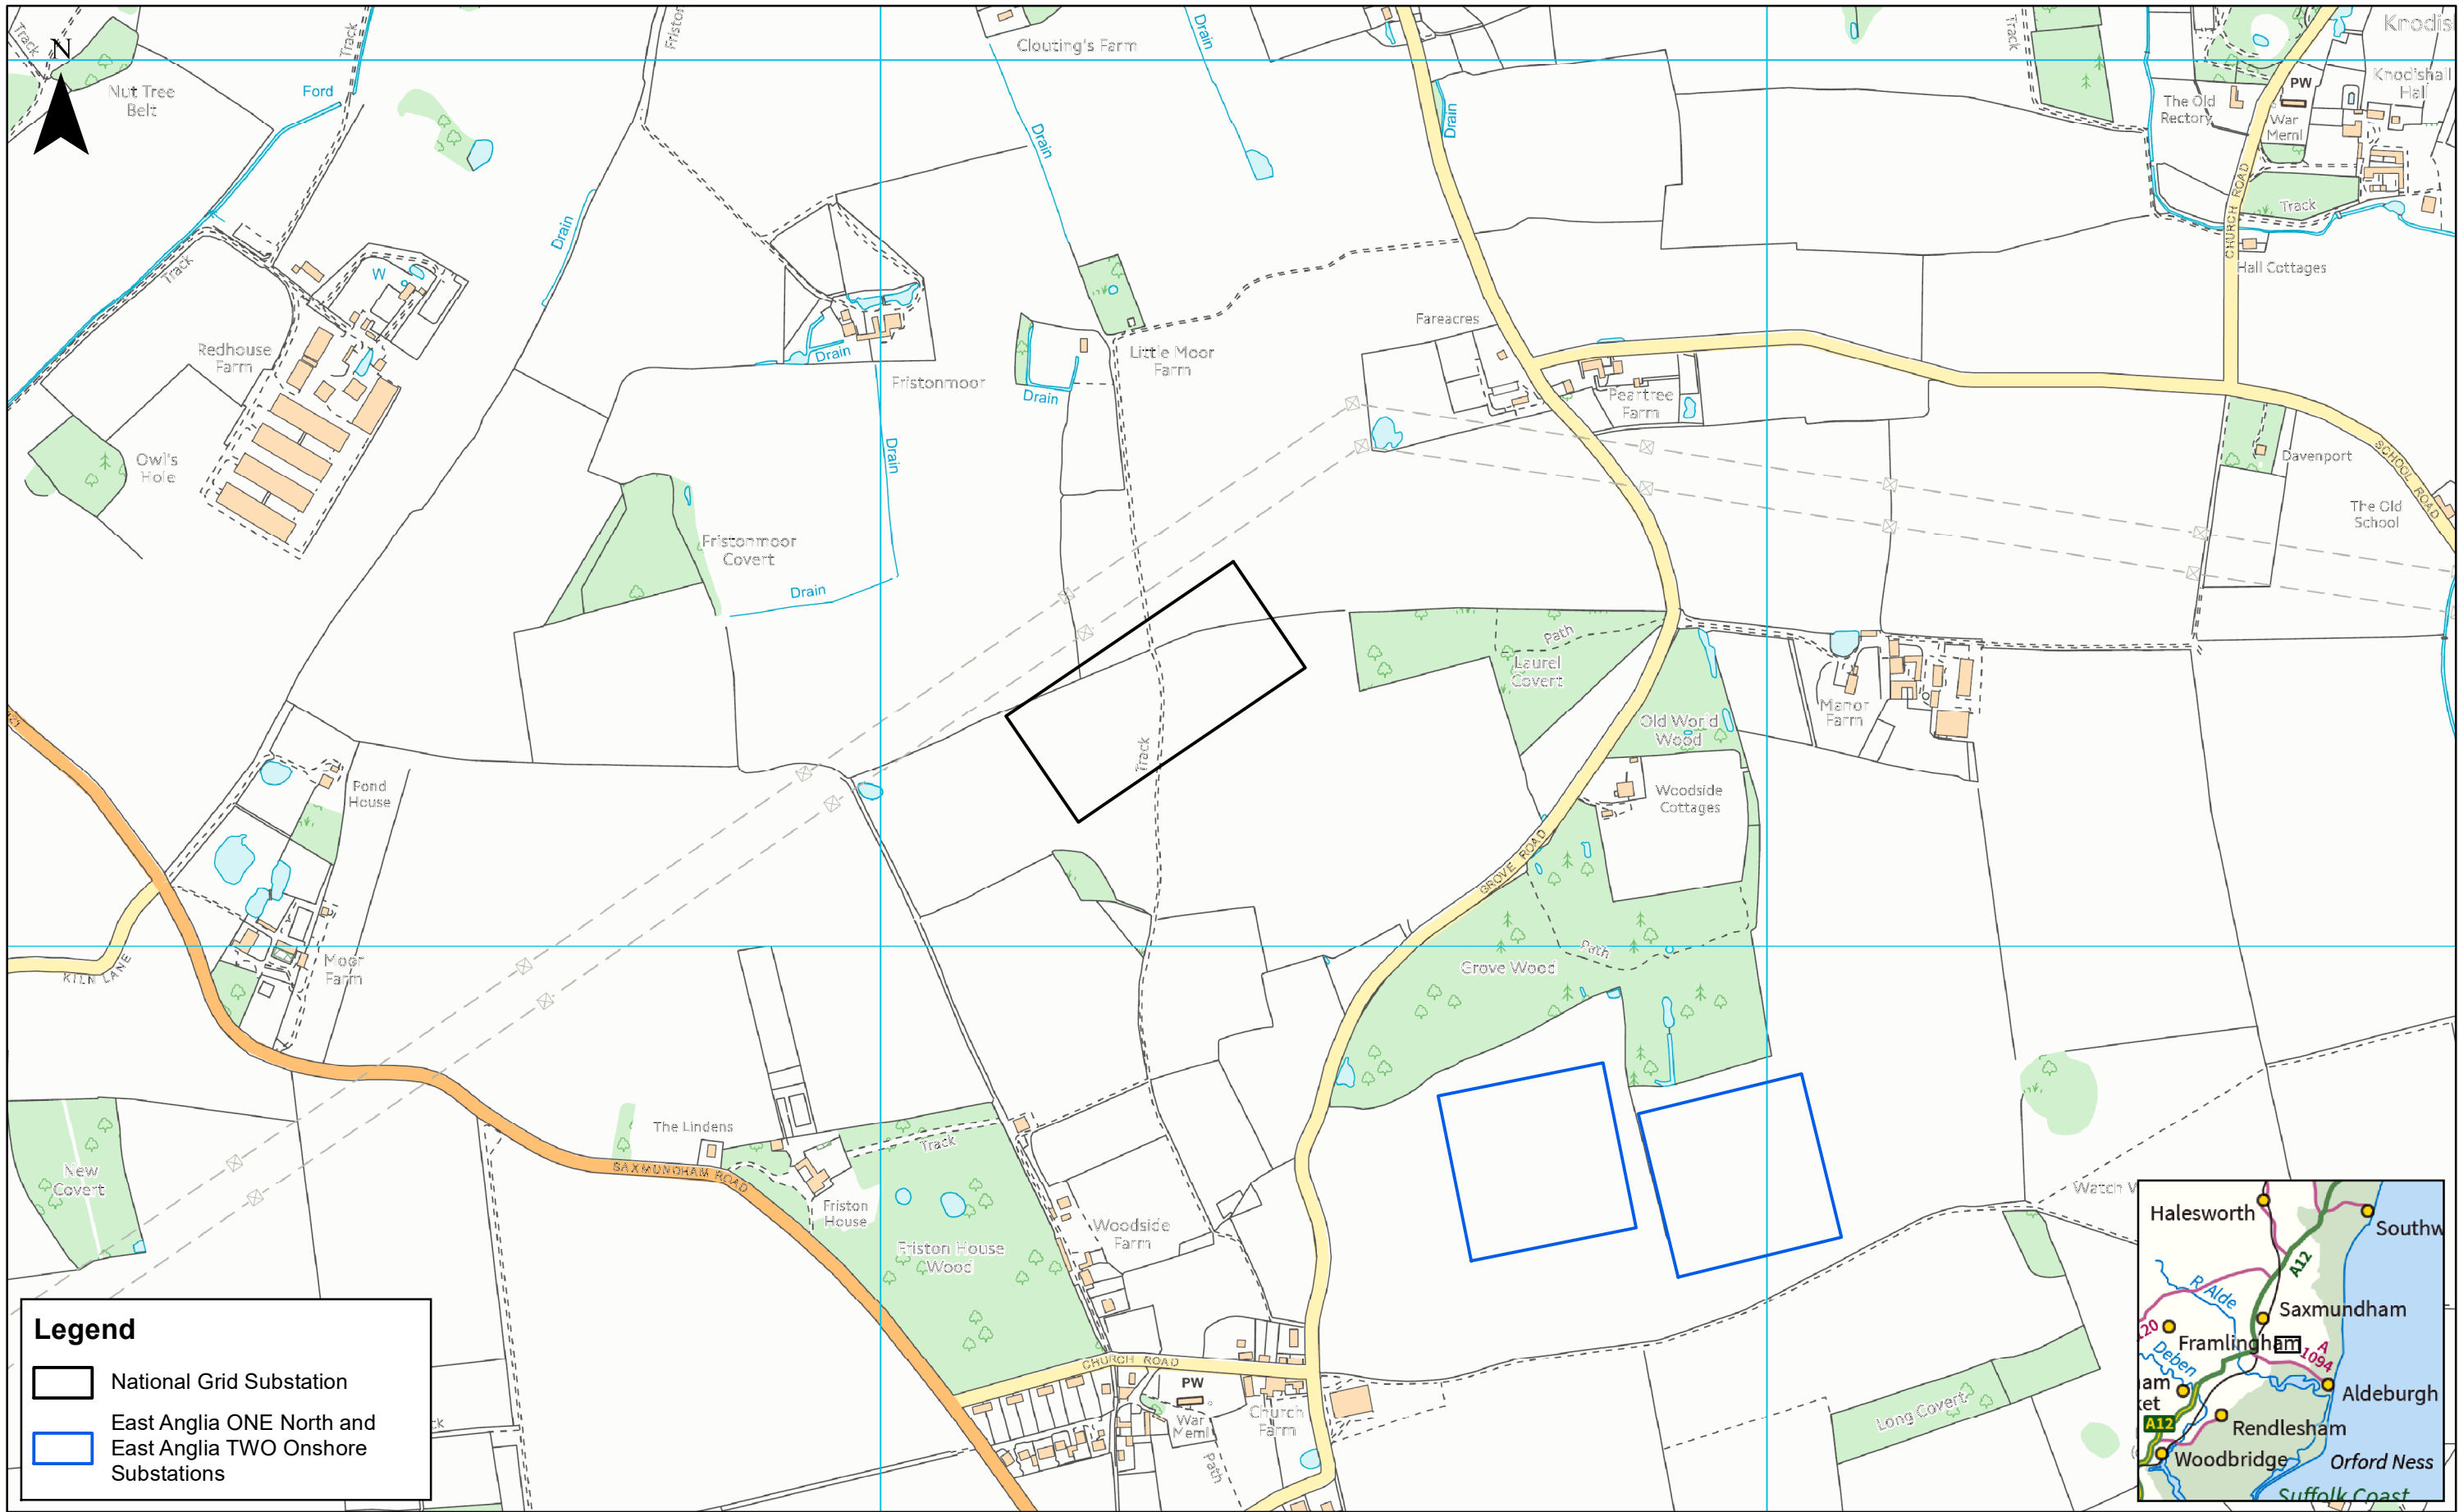 Track
N
Nut Tree
Belt
Ford
Track
Clouting's Farm
Drain
Drain
Drain
Track
PW
The Old
Rectory
War
Meml
Knodishall
Hall
CHURCH ROAD
Track
Hall Cottages
Track
W
Drain
Redhouse
Farm
Owl's
Hole
Drain
Fristonmoor
Drain
Drain
Little Moor
Farm
Fareacres
Peartree
Farm
Davenport
SCHOOL ROAD
The Old
School
Fristonmoor
Covert
Drain
Path
Laurel
Covert
Old World
Wood
Manor
Farm
Track
Woodside
Cottages
GROVE ROAD
Pond
House
Moor
Farm
KILN LANE
Path
Grove Wood
New
Covert
The Lindens
SAXMUNDHAM ROAD
Track
Friston
House
Friston House
Wood
Woodside
Farm
Watch
CHURCH ROAD
PW
War
Meml
Church
Farm
Path
Long Covert
Legend
National Grid Substation
East Anglia ONE North and
East Anglia TWO Onshore
Substations
Halesworth
Southw
A12
R Alde
Saxmundham
Framlingham
A
1094
Deben
Aldeburgh
A12
Rendlesham
Woodbridge
Orford Ness
Suffolk Coast